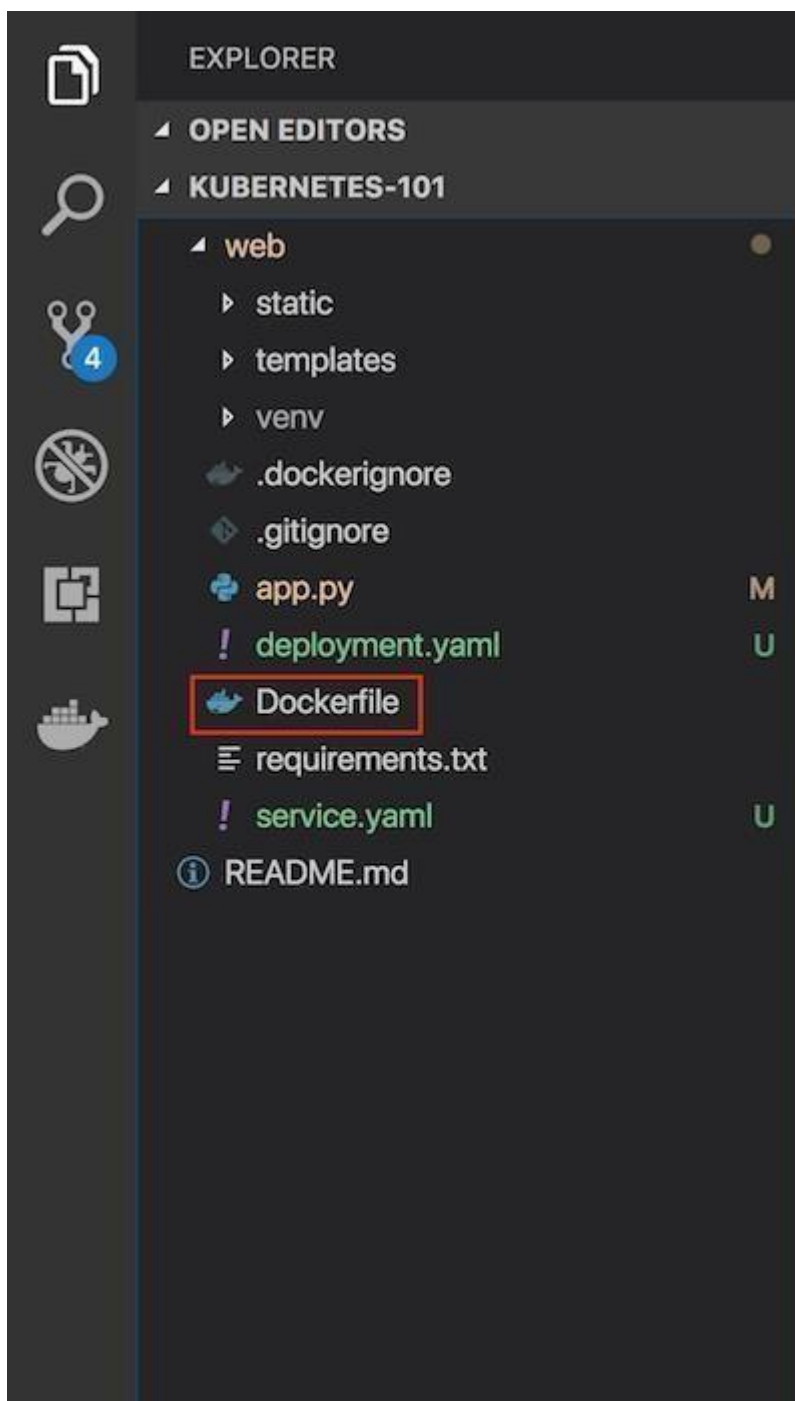 EXPLORER
OPEN EDITORS
KUBERNETES-101
web
static
templates
4
venv
.dockerignore
.gitignore
app.py M
deployment.yaml U
Dockerfile
requirements.txt
service.yaml U
README.md